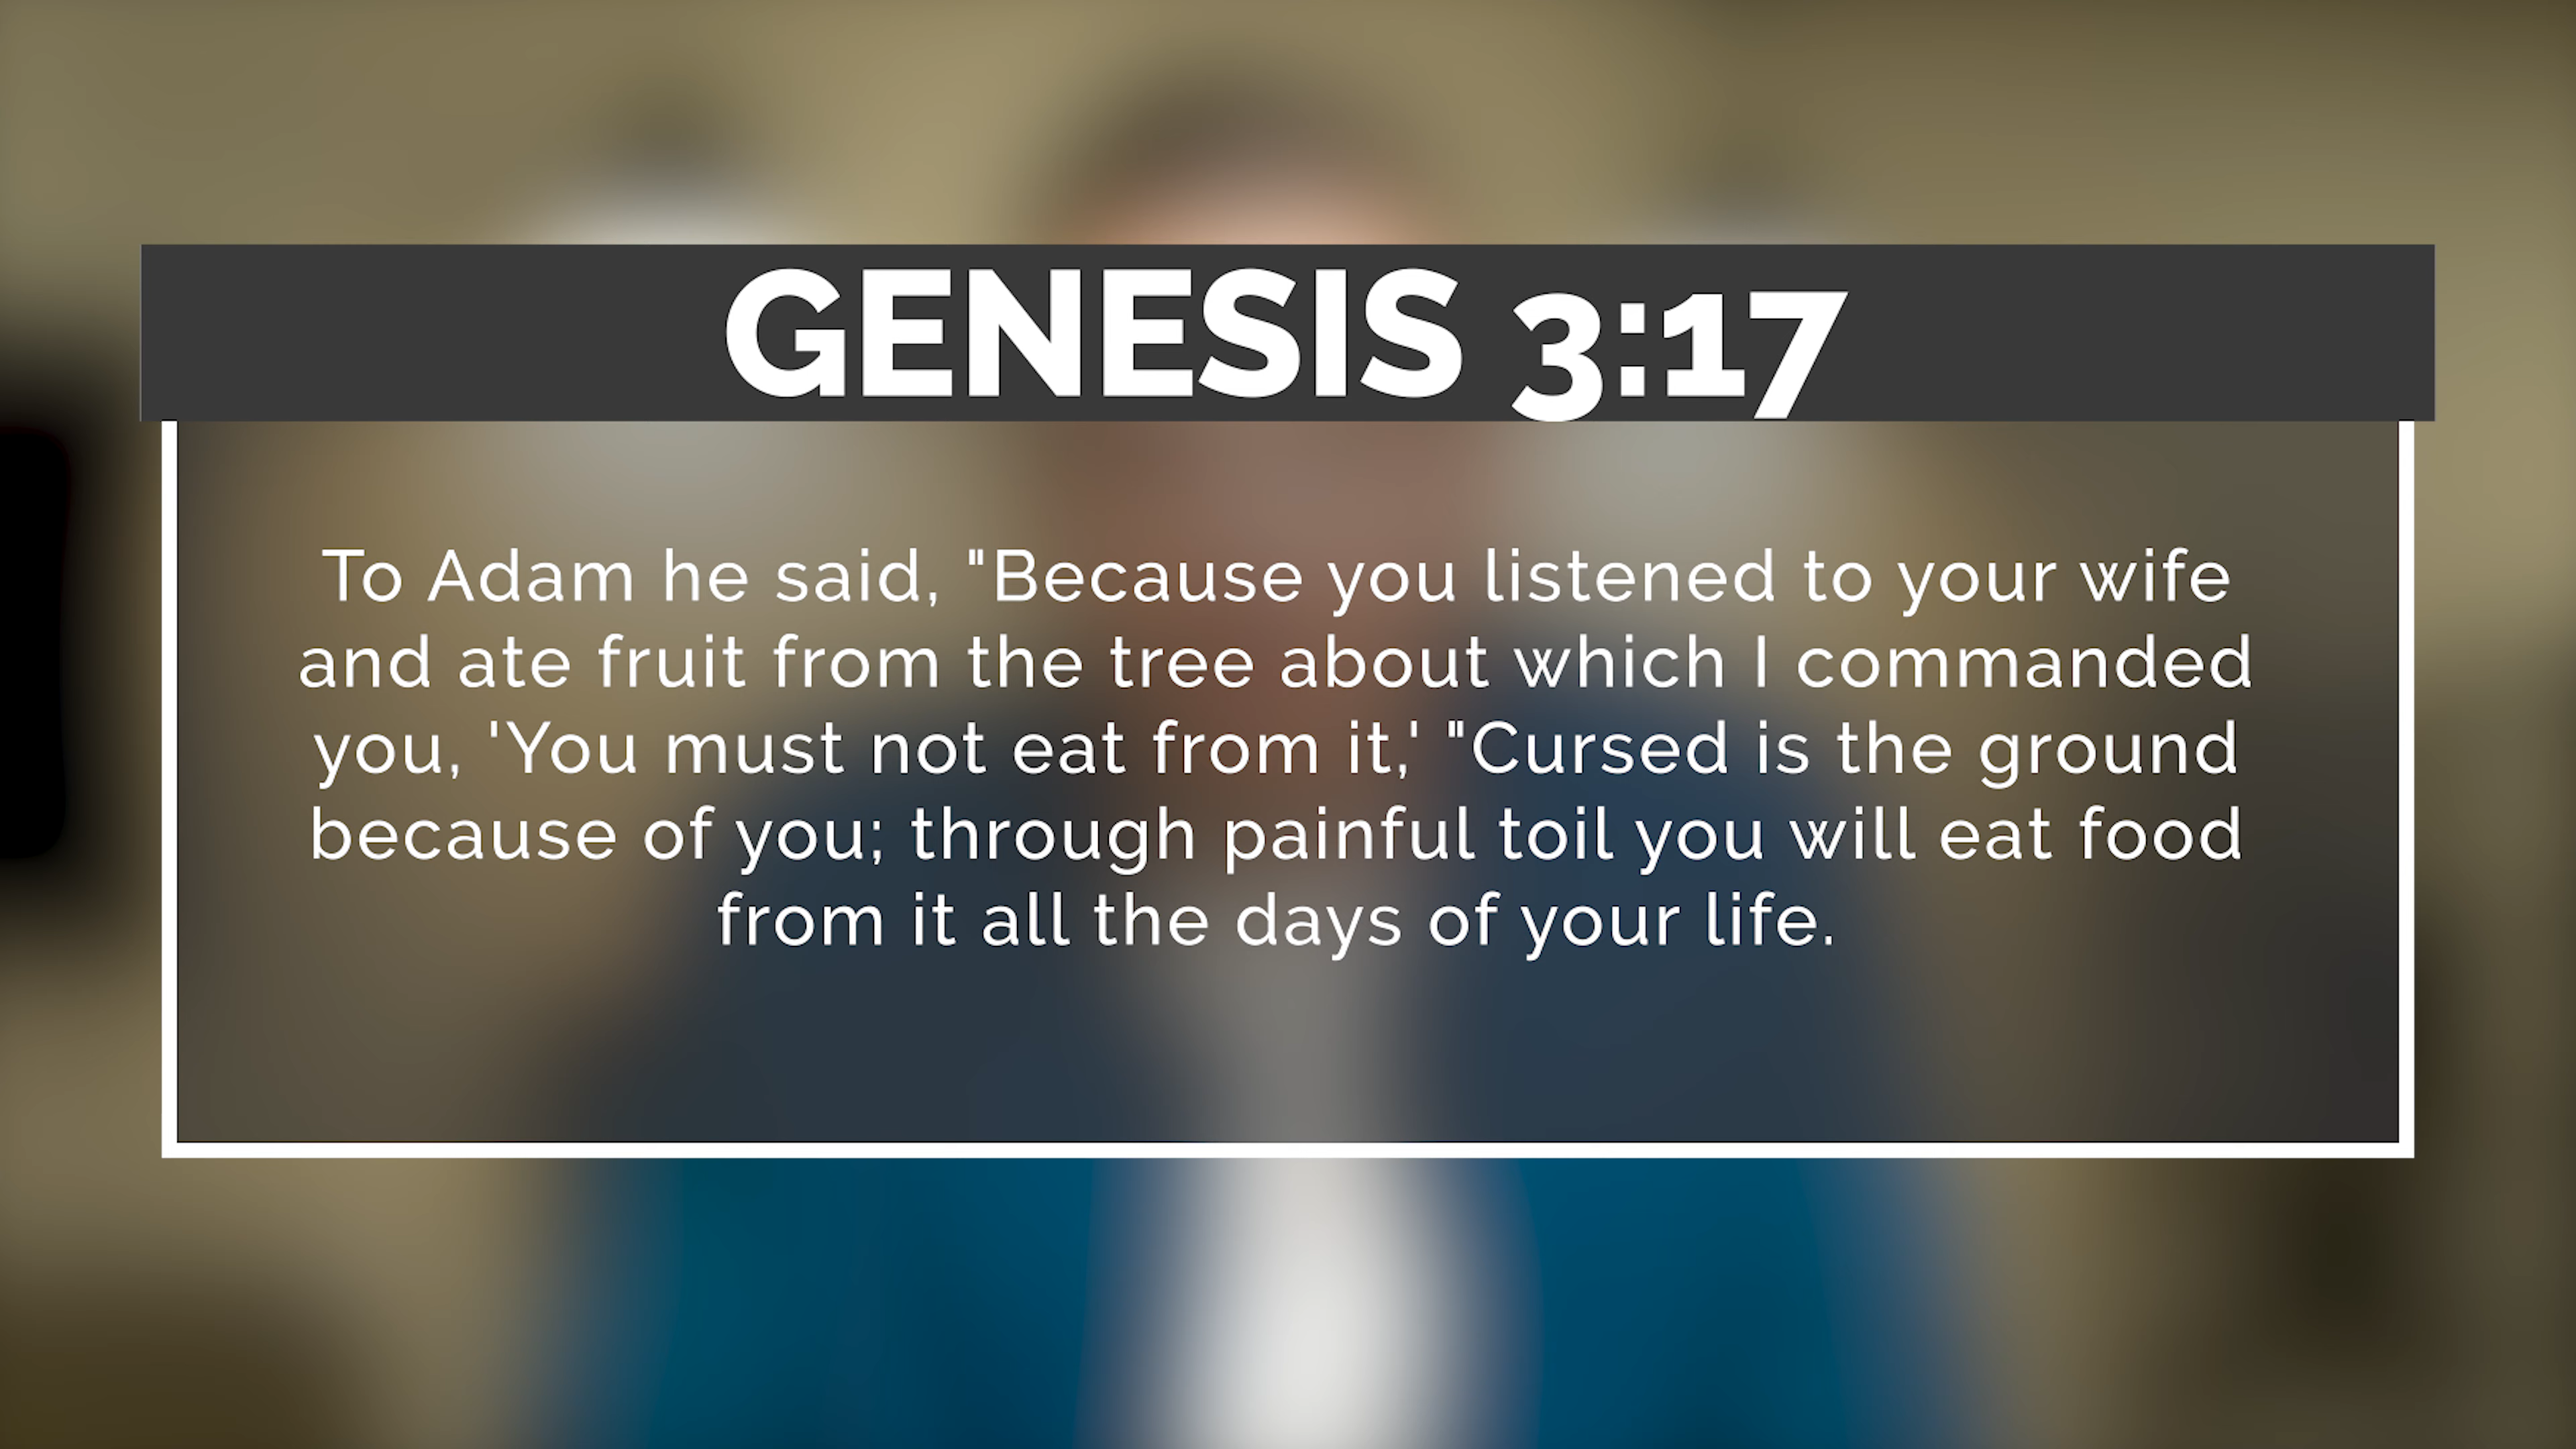 GENESIS 3:17
To Adam he said, "Because you listened to your wife
and ate fruit from the tree about which I commanded
you, 'You must not eat from it,' "Cursed is the ground
because of you; through painful toil you will eat food
from it all the days of your life.